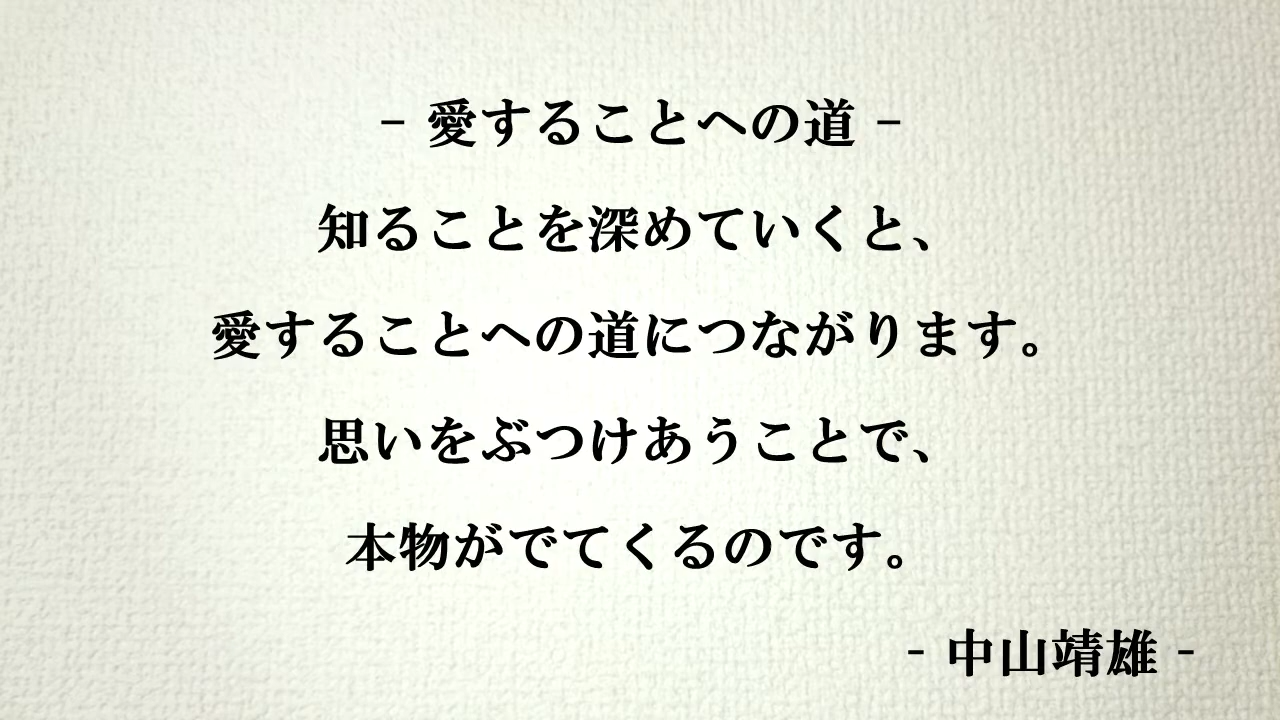 - 愛することへの道 -
知ることを深めていくと、
愛することへの道につながります。
思いをぶつけあうことで、
本物がでてくるのです。
- 中山靖雄 -